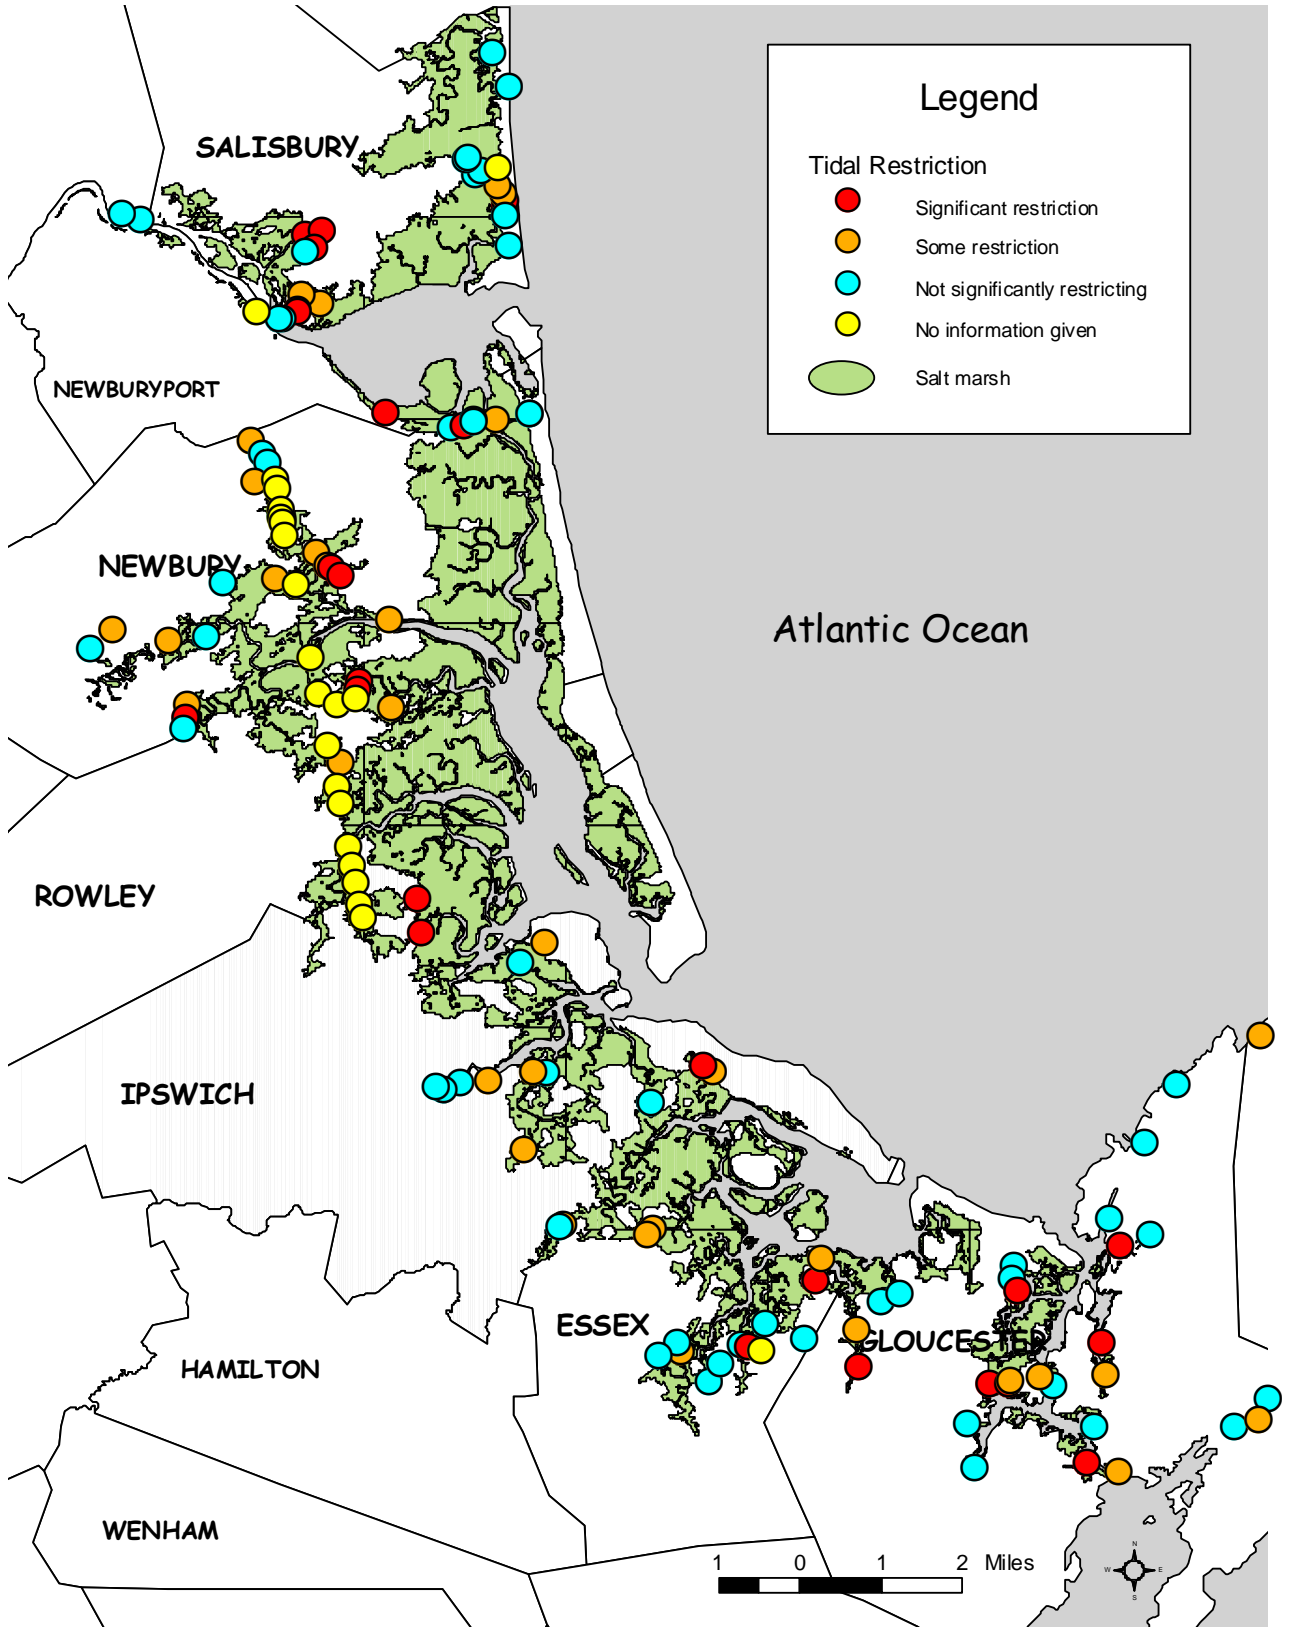 Legend
Tidal Restriction
SALISBURY
Significant restriction
Some restriction
Not significantly restricting
No information given
Salt marsh
NEWBURYPORT
NEWBURY
Atlantic Ocean
ROWLEY
IPSWICH
ESSEX
GLOUCESTER
HAMILTON
WENHAM
1 0 1 2 Miles
N
W E
S